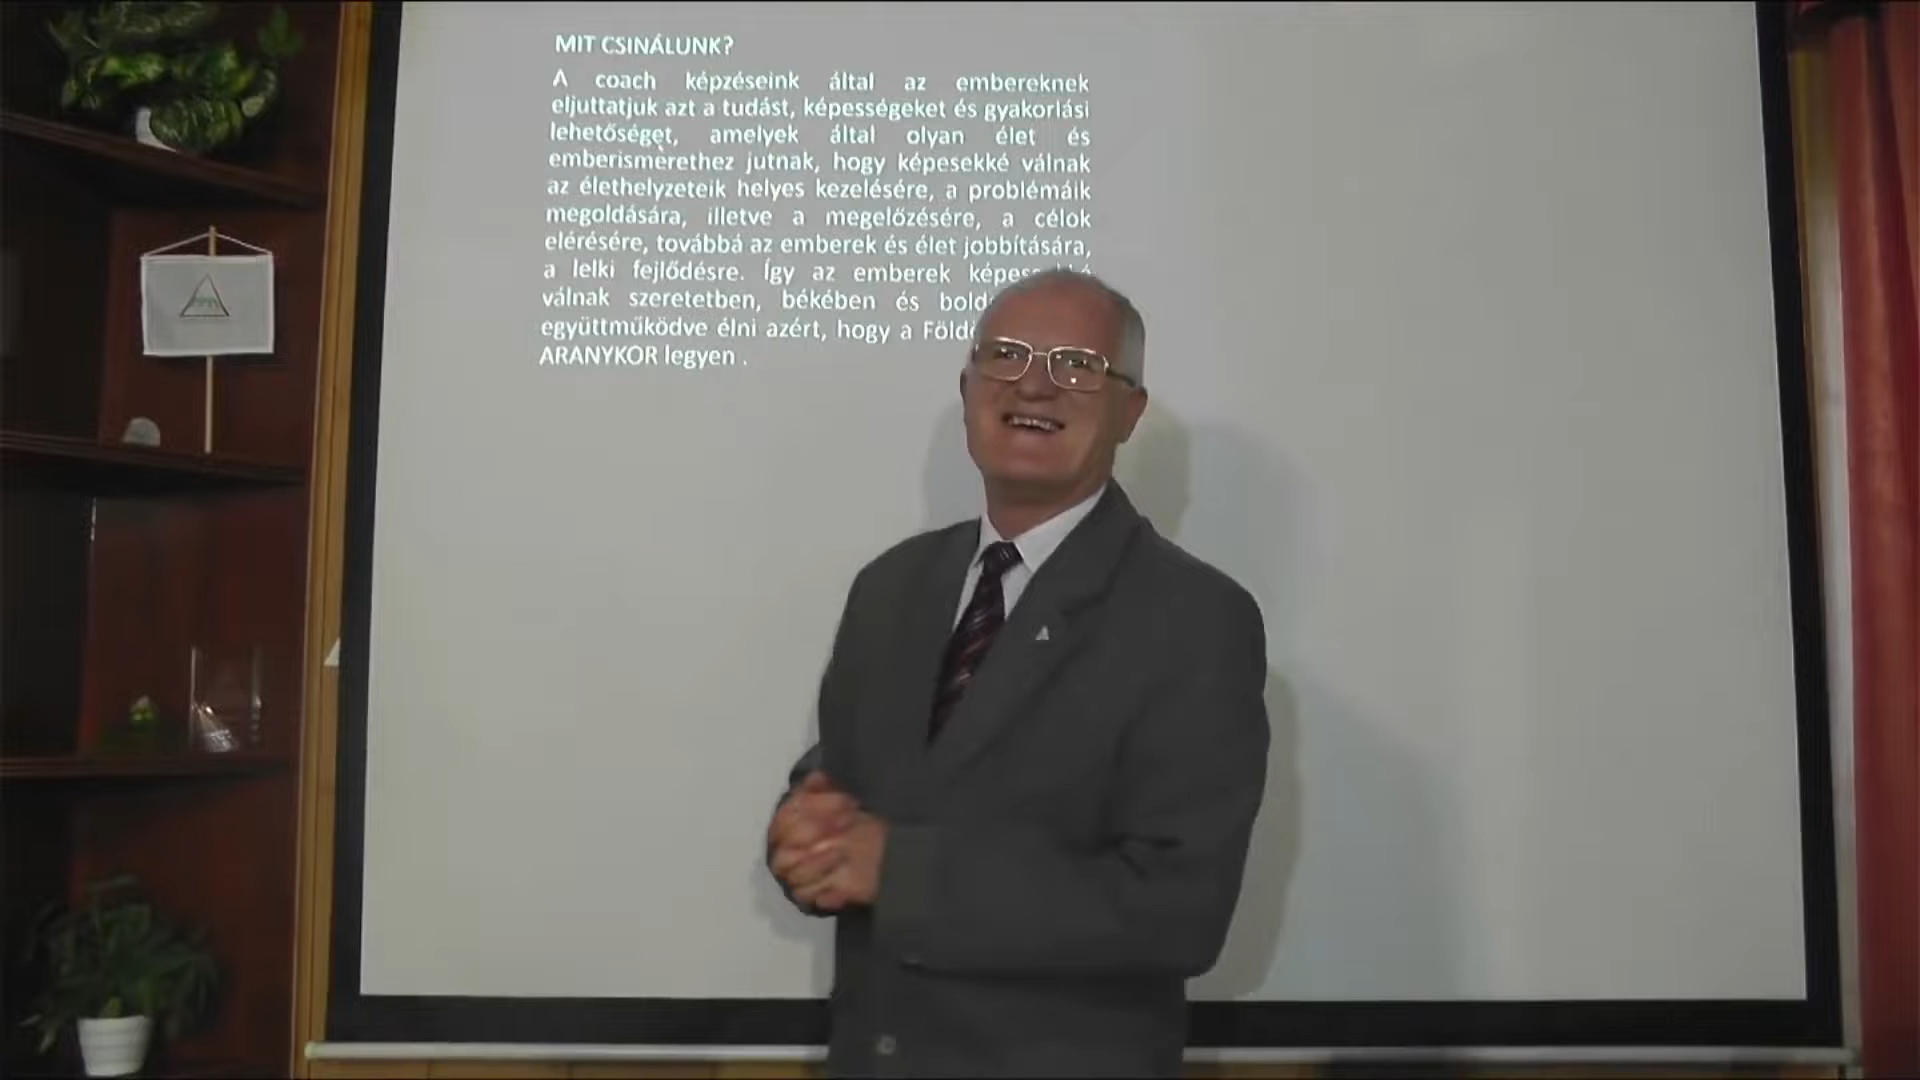 MIT CSINÁLUNK?
A coach képzéseink által az embereknek
eljuttatjuk azt a tudást, képességeket és gyakorlási
lehetőséget, amelyek által olyan élet és
emberismerethez jutnak, hogy képesekké válnak
az élethelyzeteik helyes kezelésére, a problémáik
megoldására, illetve a megelőzésére, a célok
elérésére, továbbá az emberek és élet jobbítására,
a lelki fejlődésre. Így az emberek
válnak szeretetben, békében és
együttműködve élni azért, hogy a
ARANYKOR legyen .